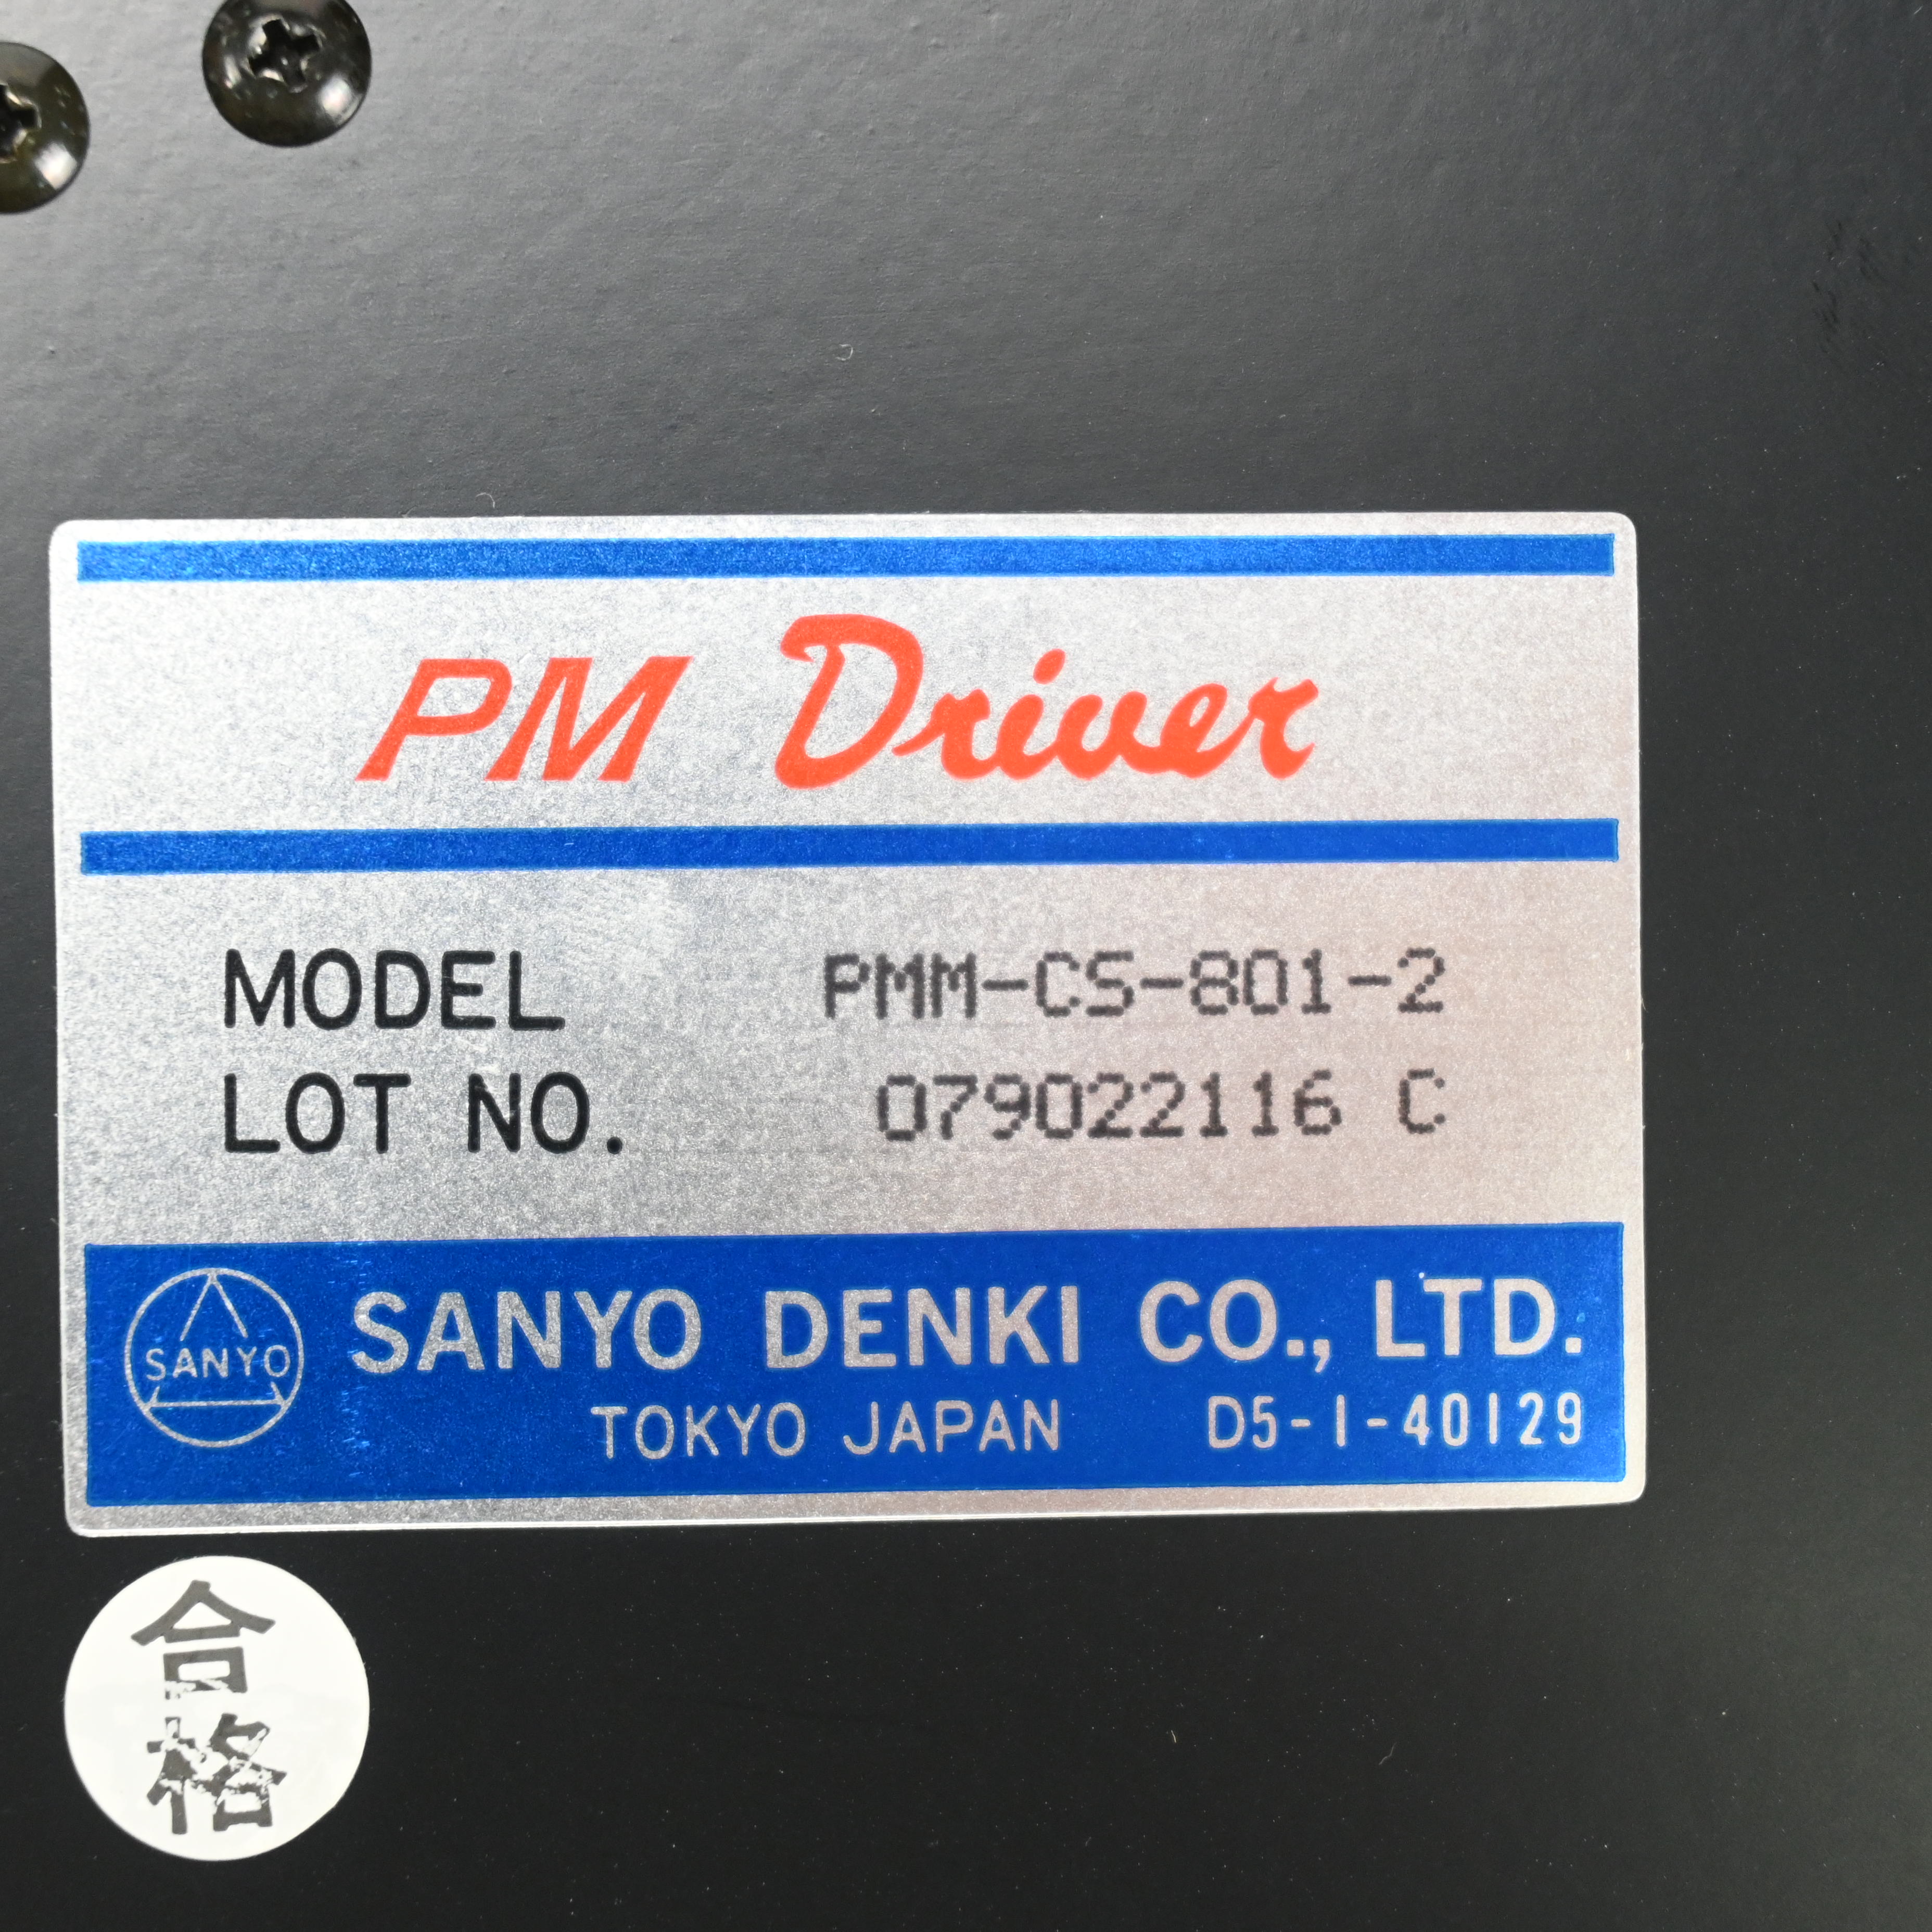 PM Driver
MODEL PMM-CS-801-2
LOT NO. 079022116 C
SANYO
SANYO DENKI CO., LTD.
TOKYO JAPAN D5-1-40129
合格